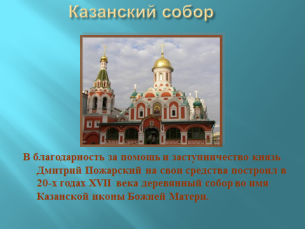 Казанский собор
В благодарность за помощь и заступничество князь
Дмитрий Пожарский на свои средства построил в
20-х годах XVII века деревянный собор во имя
Казанской иконы Божией Матери.